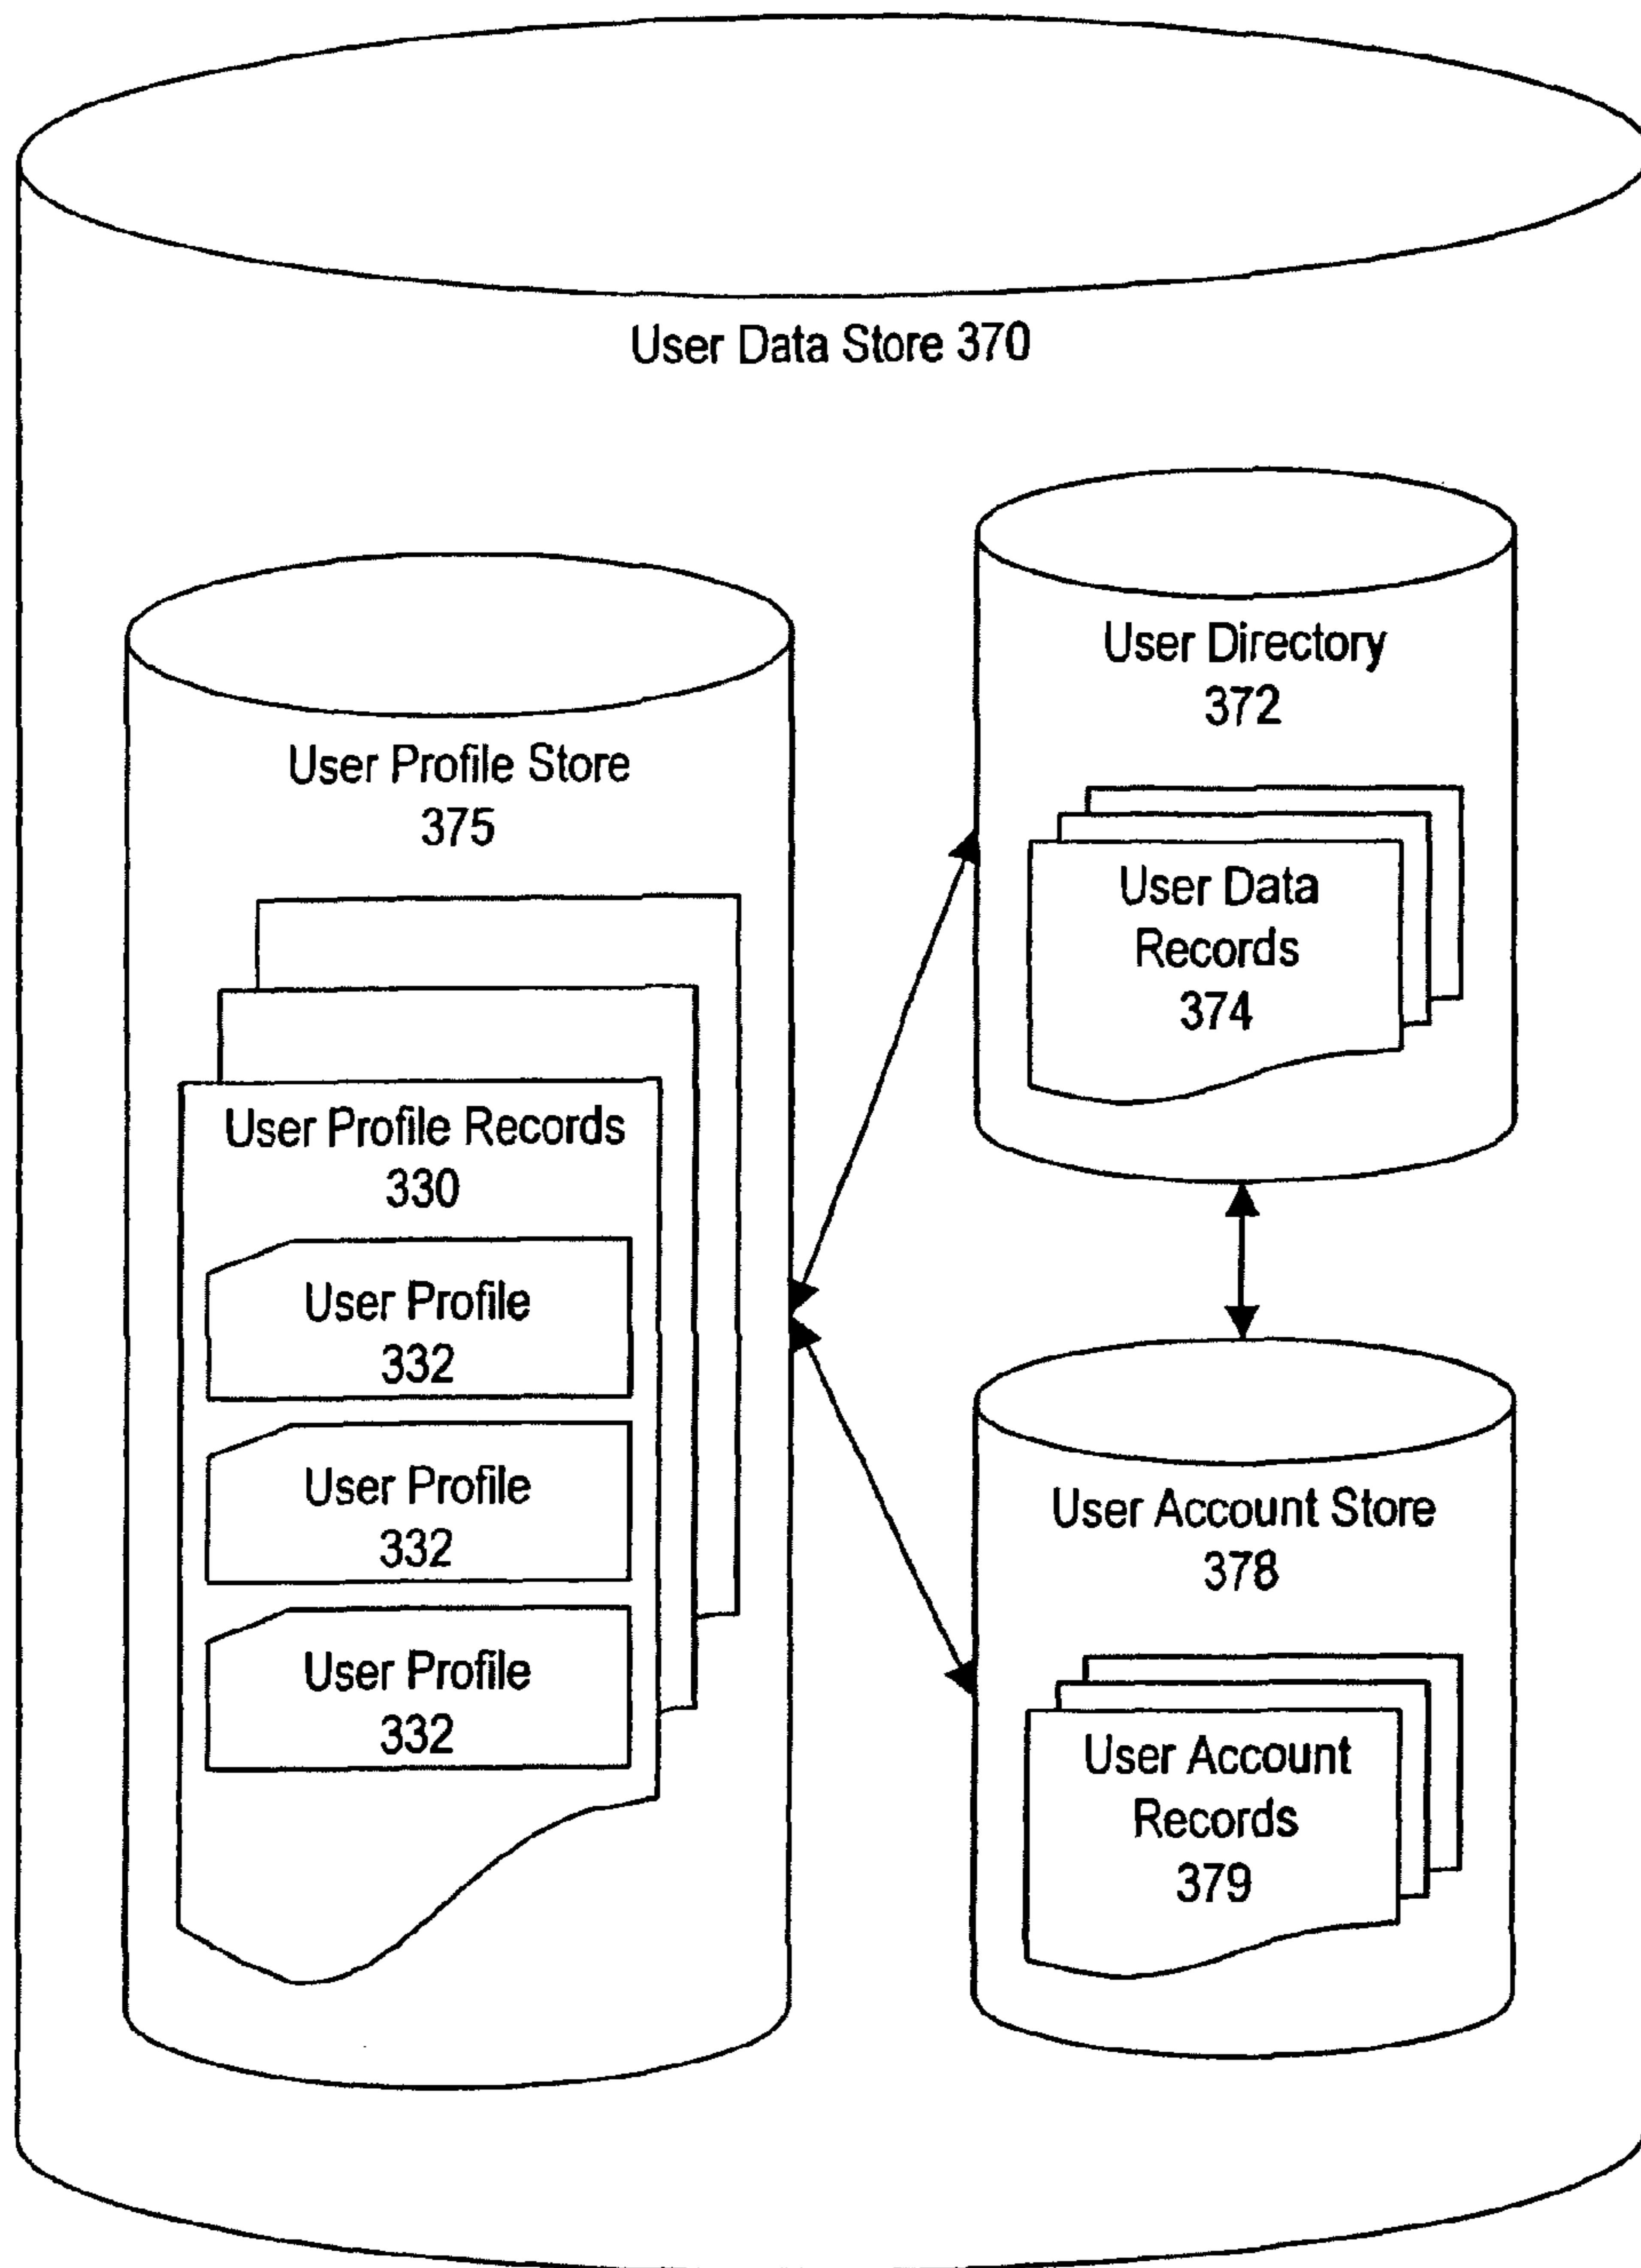 User Data Store 370
User Profile Store
375
User Profile Records
330
User Profile
332
User Profile
332
User Profile
332
User Directory
372
User Data
Records
374
User Account Store
378
User Account
Records
379